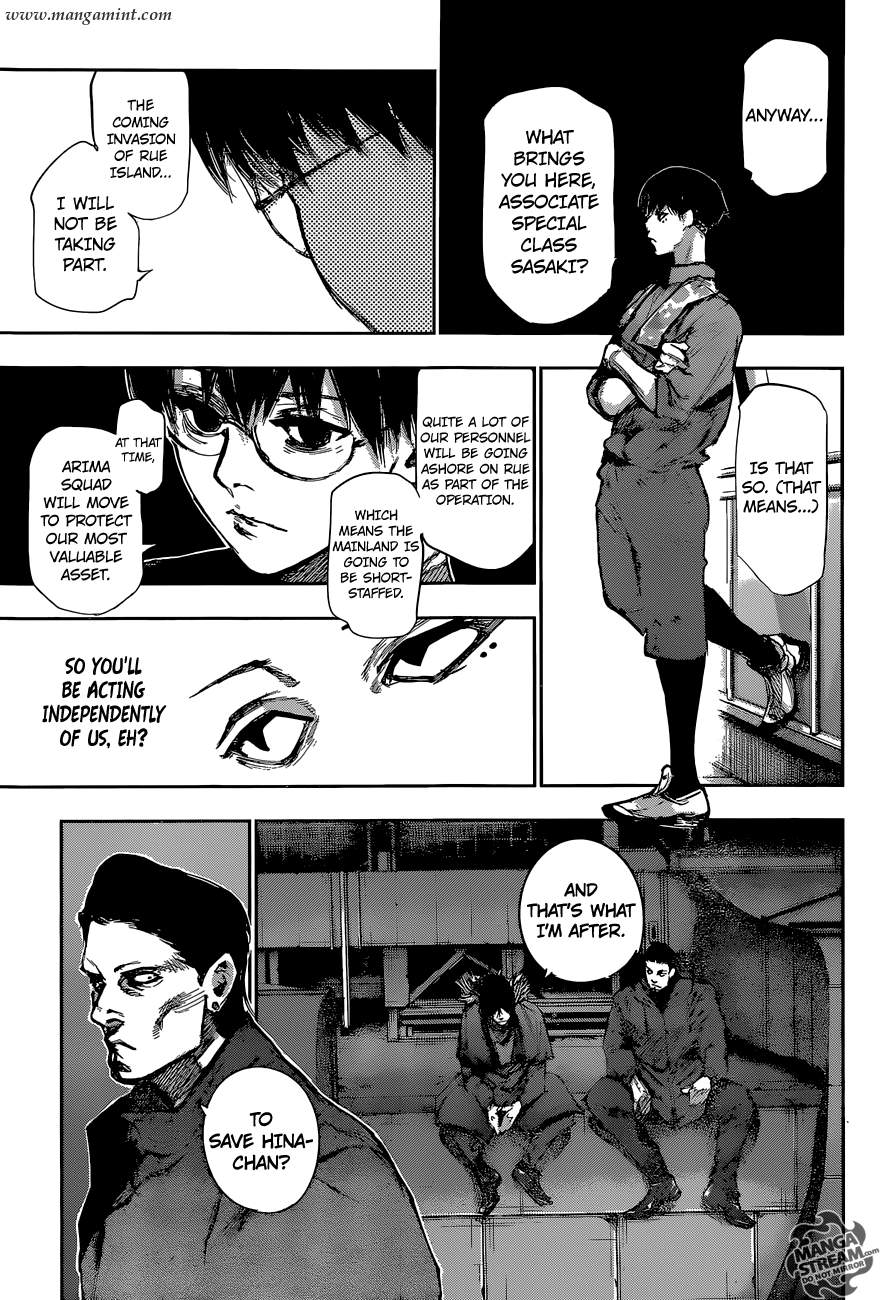 www.mangamint.com
ANYWAY...
WHAT
BRINGS
YOU HERE,
ASSOCIATE
SPECIAL
CLASS
SASAKI?
THE
COMING
INVASION
OF RUE
ISLAND...
I WILL
NOT BE
TAKING
PART.
IS THAT
SO. (THAT
MEANS...)
QUITE A LOT OF
OUR PERSONNEL
WILL BE GOING
ASHORE ON RUE
AS PART OF THE
OPERATION.
WHICH
MEANS THE
MAINLAND IS
GOING TO
BE SHORT-
STAFFED.
AT THAT
TIME,
ARIMA
SQUAD
WILL MOVE
TO PROTECT
OUR MOST
VALUABLE
ASSET.
SO YOU'LL
BE ACTING
INDEPENDENTLY
OF US, EH?
AND
THAT'S WHAT
I'M AFTER.
TO
SAVE HINA-
CHAN?
MANGA
STREAM.com
DO NOT MIRROR